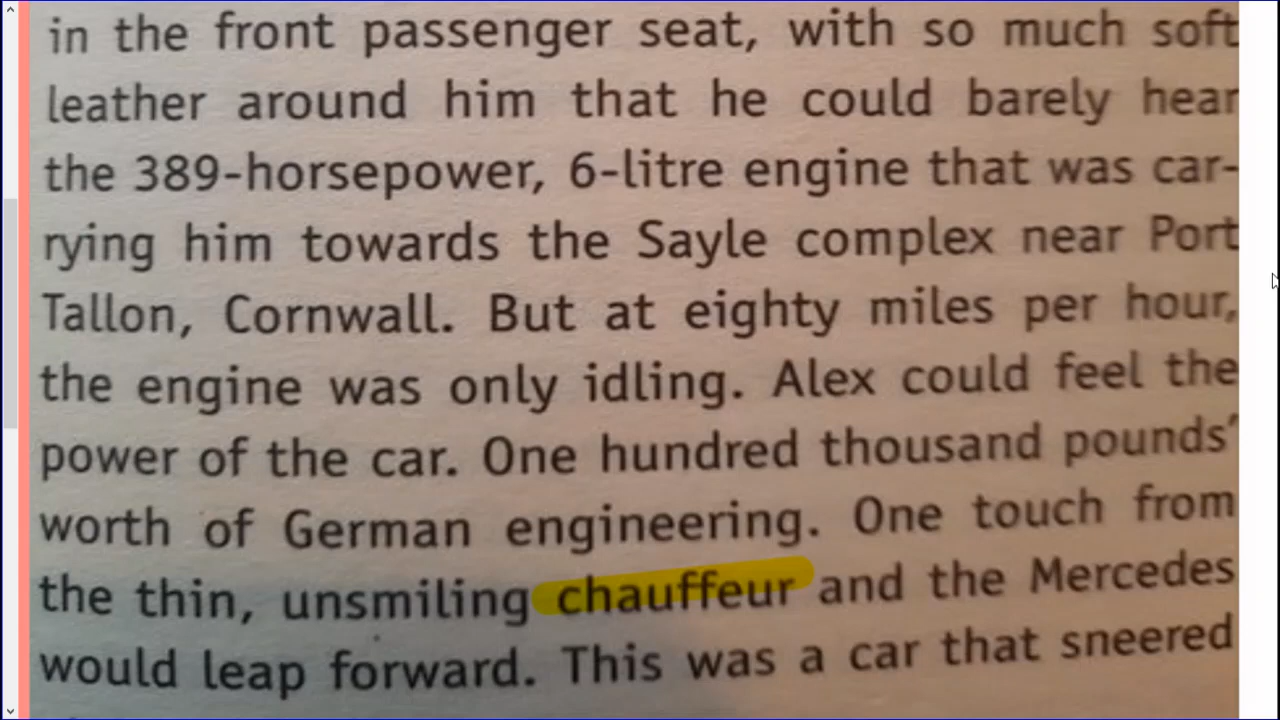 in the front passenger seat, with so much soft
leather around him that he could barely hear
the 389-horsepower, 6-litre engine that was car-
rying him towards the Sayle complex near Port
Tallon, Cornwall. But at eighty miles per hour,
the engine was only idling. Alex could feel the
power of the car. One hundred thousand pounds'
worth of German engineering. One touch from
the thin, unsmiling chauffeur and the Mercedes
would leap forward. This was a car that sneered